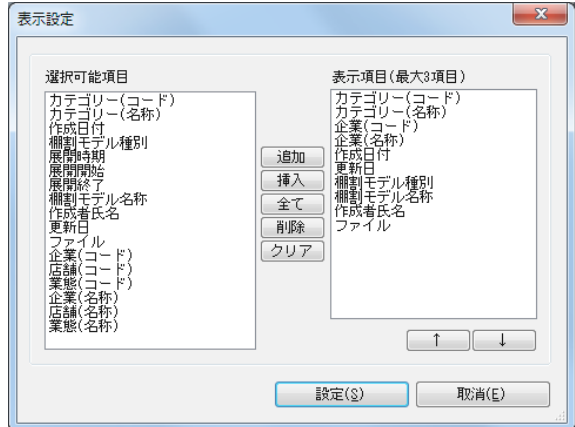 表示設定
選択可能項目
カテゴリー(コード)
カテゴリー(名称)
作成日付
棚割モデル種別
展開時期
展開開始
展開終了
棚割モデル名称
作成者氏名
更新日
ファイル
企業(コード)
店舗(コード)
業態(コード)
企業(名称)
店舗(名称)
業態(名称)
追加
挿入
全て
削除
クリア
表示項目(最大3項目)
カテゴリー(コード)
カテゴリー(名称)
企業(コード)
企業(名称)
作成日付
更新日
棚割モデル種別
棚割モデル名称
作成者氏名
ファイル
↑ ↓
設定(S) 取消(E)